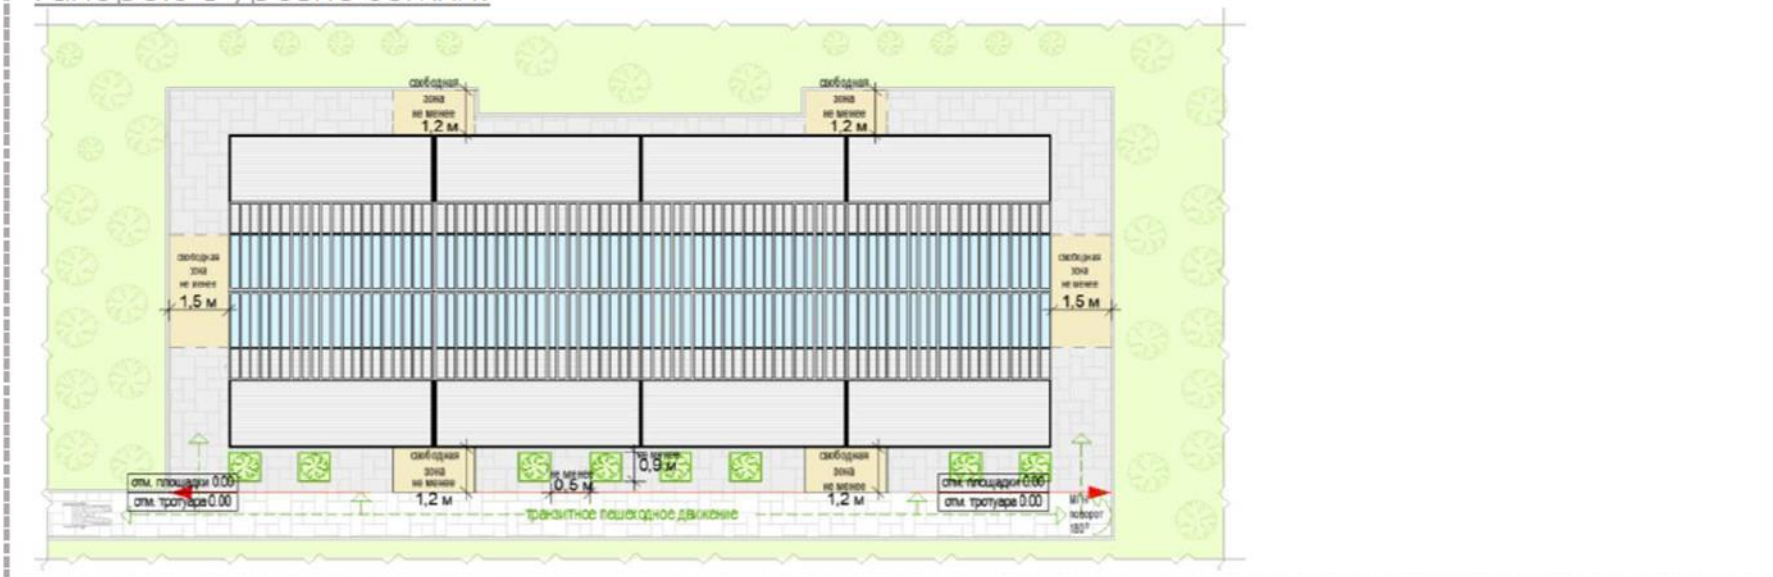 свободная
зона
не менее
1,2 м
свободная
зона
не менее
1,2 м
свободная
зона
не менее
1,5 м
свободная
зона
не менее
1,5 м
свободная
зона
не менее
1,2 м
не менее
0,5 м
не менее
0,9 м
свободная
зона
не менее
1,2 м
отм. площадки 0.00
отм. тротуара 0.00
отм. площадки 0.00
отм. тротуара 0.00
транзитное пешеходное движение
МГН
поворот
180°